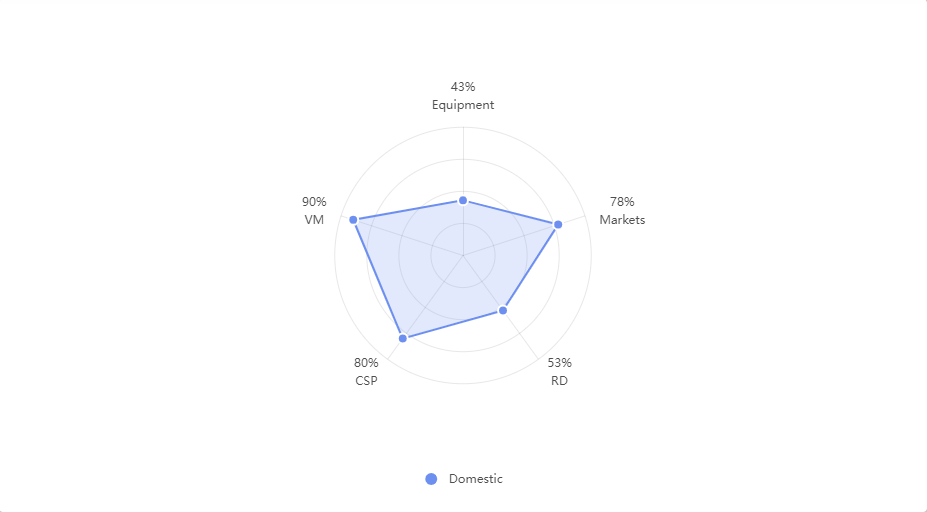 43%
Equipment
90%
VM
78%
Markets
80%
CSP
53%
RD
Domestic